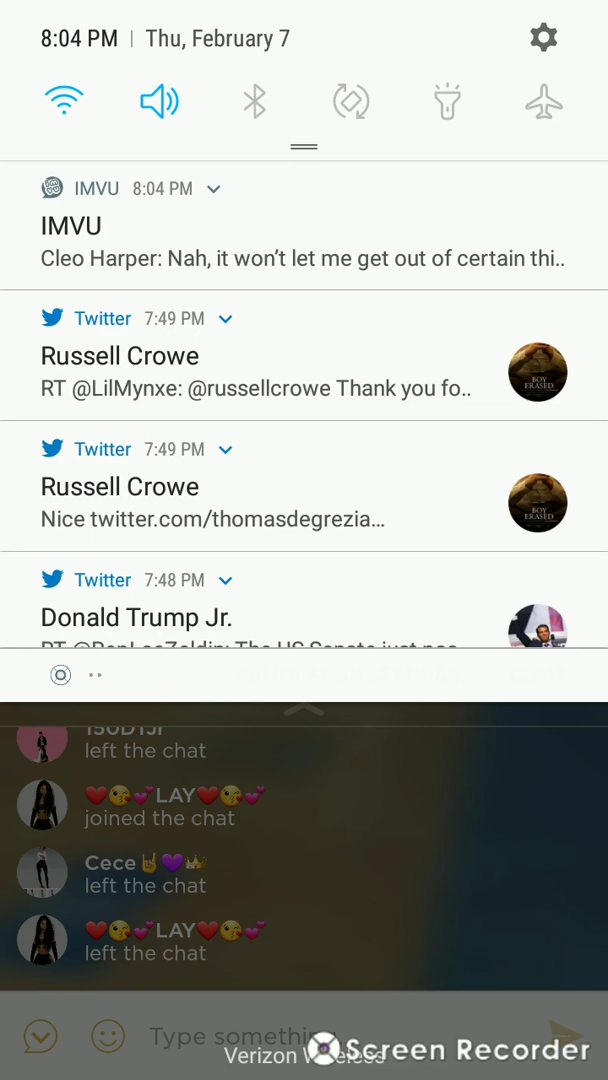 8:04 PM | Thu, February 7
IMVU 8:04 PM
IMVU
Cleo Harper: Nah, it won't let me get out of certain thi..
Twitter 7:49 PM
Russell Crowe
RT @LilMynxe: @russellcrowe Thank you fo..
BOY ERASED
Twitter 7:49 PM
Russell Crowe
Nice twitter.com/thomasdegrezia...
BOY ERASED
Twitter 7:48 PM
Donald Trump Jr.
RT @RepLeeZeldin: The US Senate just pas
left the chat
❤️😘💕LAY❤️😘💕
joined the chat
Cece🤘💜👑
left the chat
❤️😘💕LAY❤️😘💕
left the chat
Type something...
Verizon Wireless
Screen Recorder